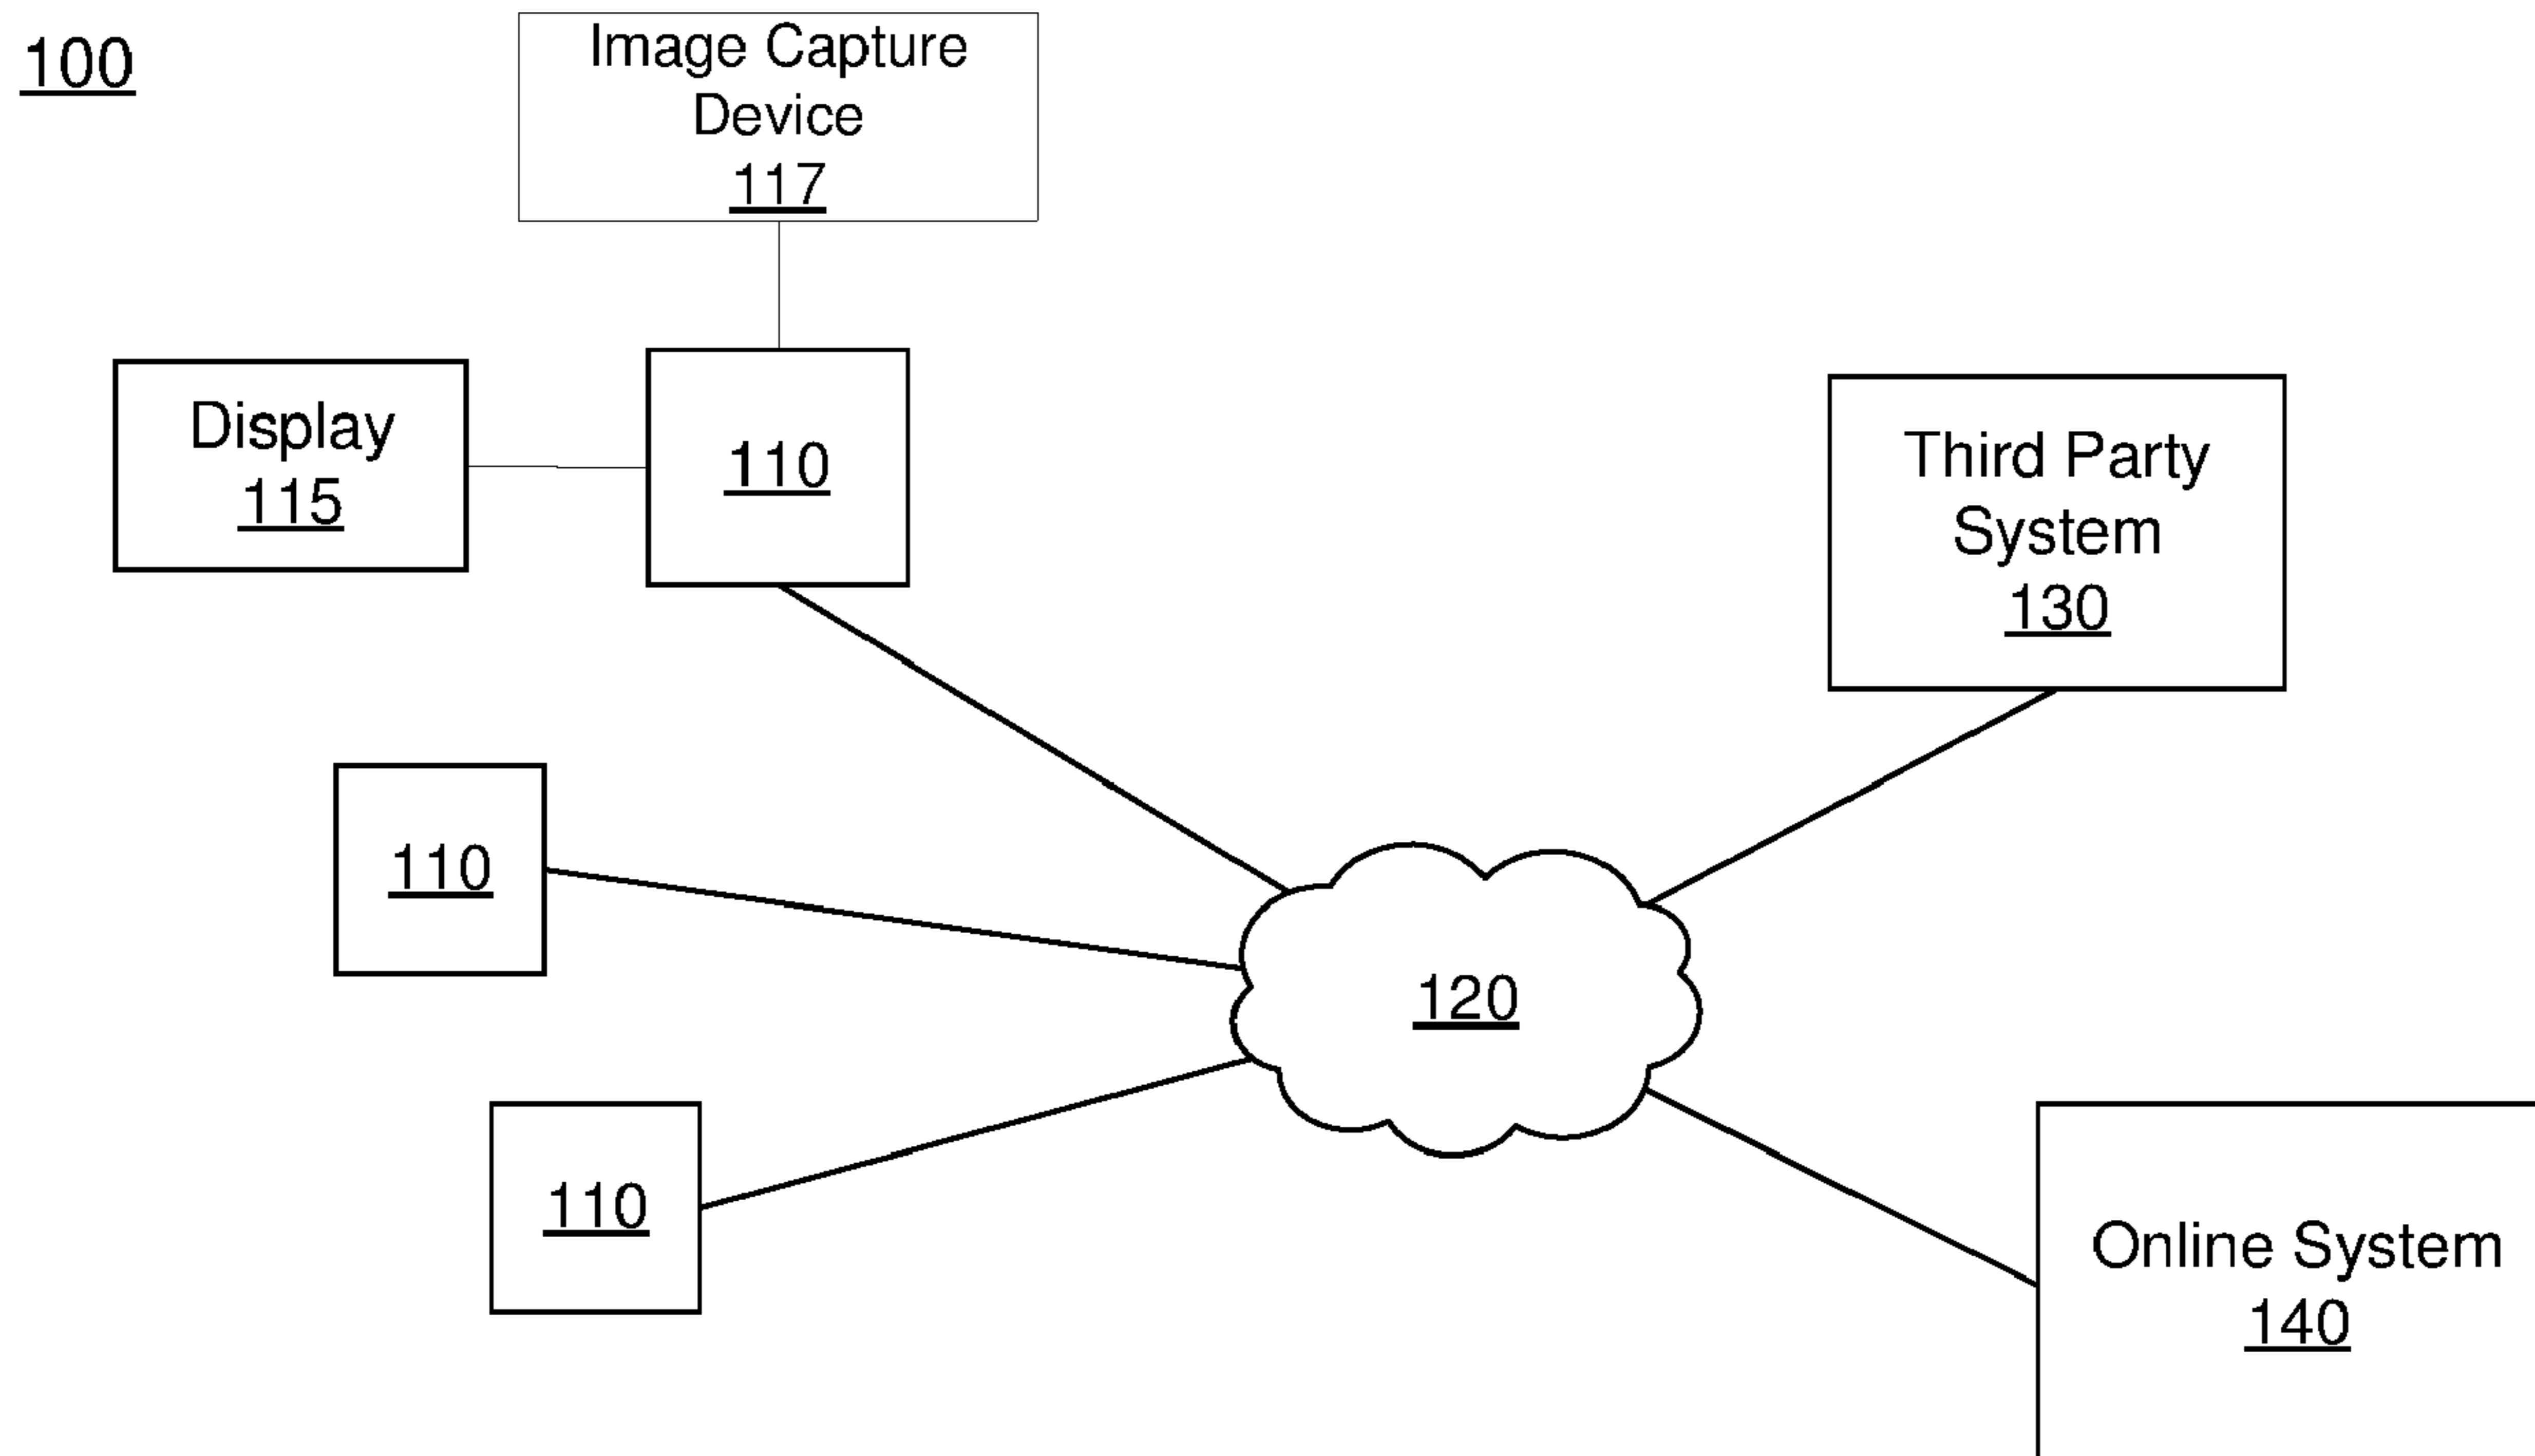 100
Image Capture
Device
117
Display
115
110
Third Party
System
130
110
120
110
Online System
140